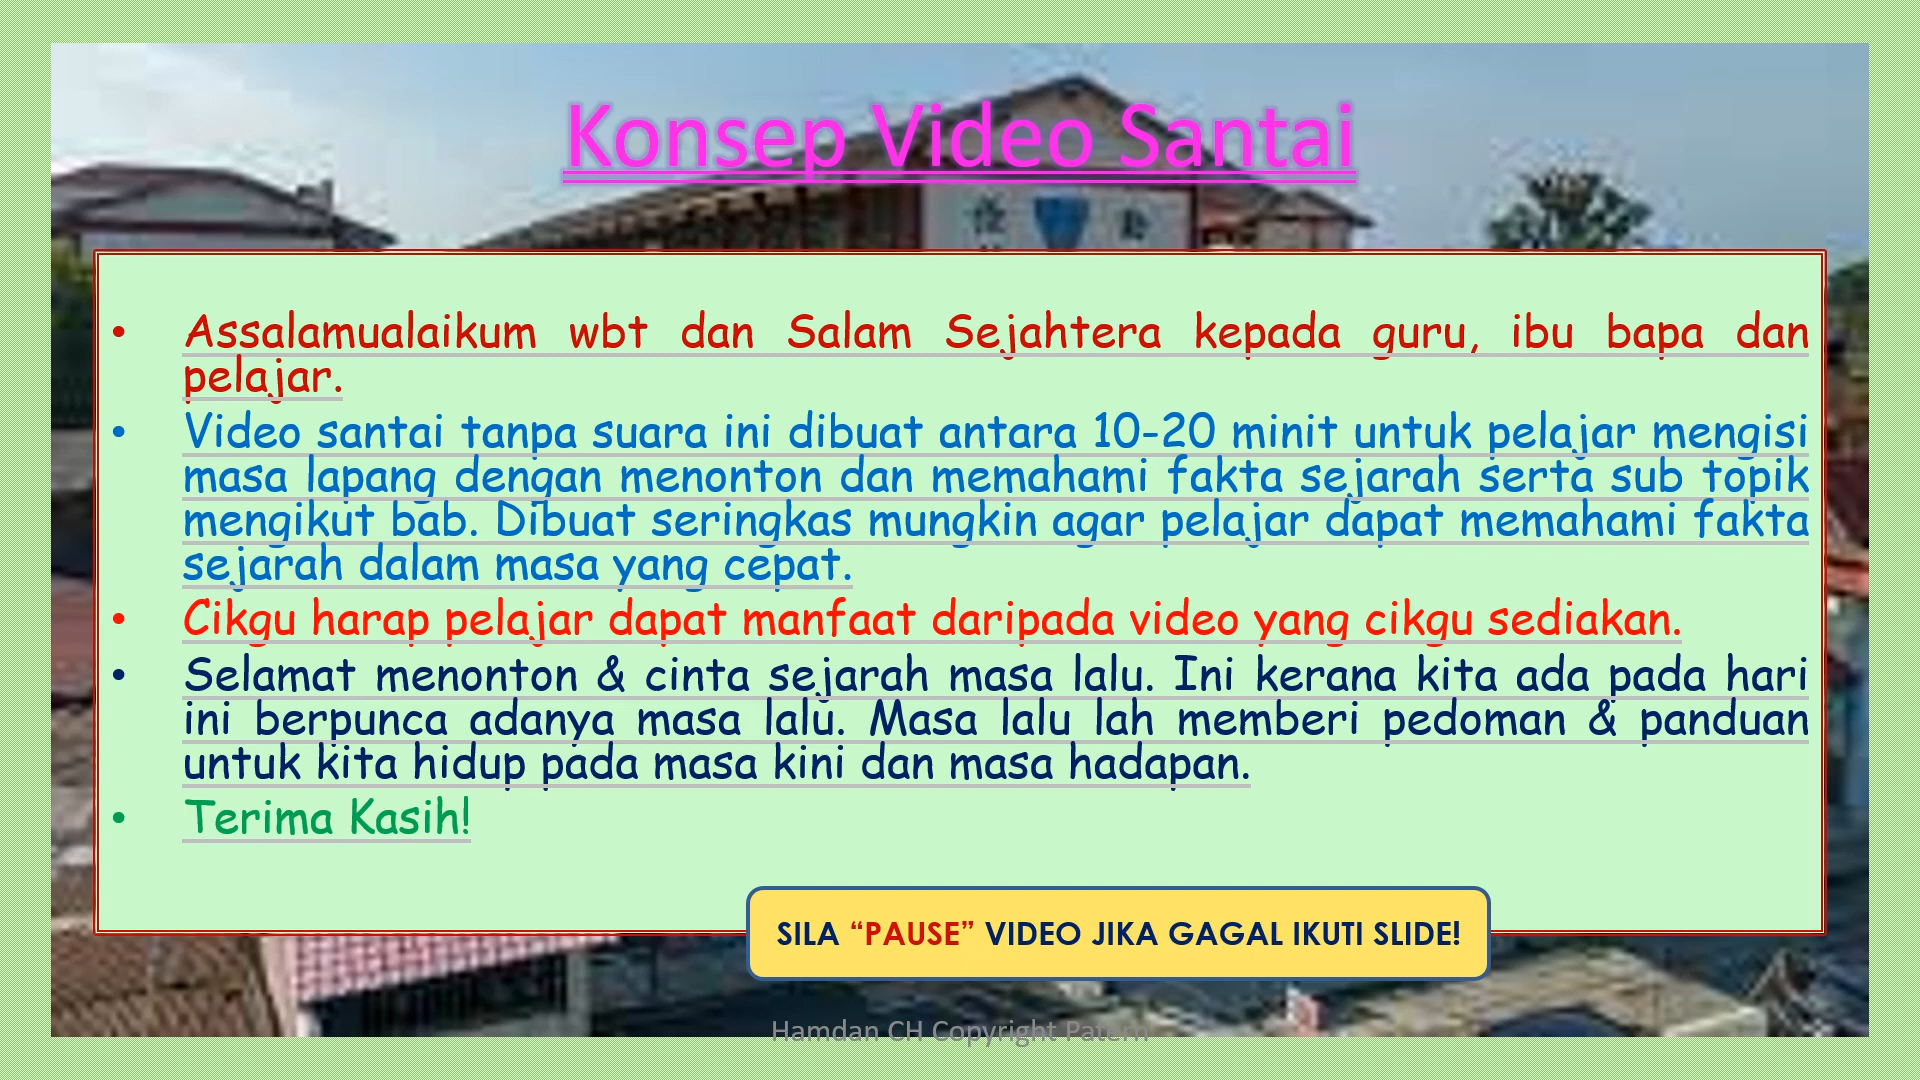 Konsep Video Santai
• Assalamualaikum wbt dan Salam Sejahtera kepada guru, ibu bapa dan
pelajar.
• Video santai tanpa suara ini dibuat antara 10-20 minit untuk pelajar mengisi
masa lapang dengan menonton dan memahami fakta sejarah serta sub topik
mengikut bab. Dibuat seringkas mungkin agar pelajar dapat memahami fakta
sejarah dalam masa yang cepat.
• Cikgu harap pelajar dapat manfaat daripada video yang cikgu sediakan.
• Selamat menonton & cinta sejarah masa lalu. Ini kerana kita ada pada hari
ini berpunca adanya masa lalu. Masa lalu lah memberi pedoman & panduan
untuk kita hidup pada masa kini dan masa hadapan.
• Terima Kasih!
SILA “PAUSE” VIDEO JIKA GAGAL IKUTI SLIDE!
Hamdan CH Copyright Patern